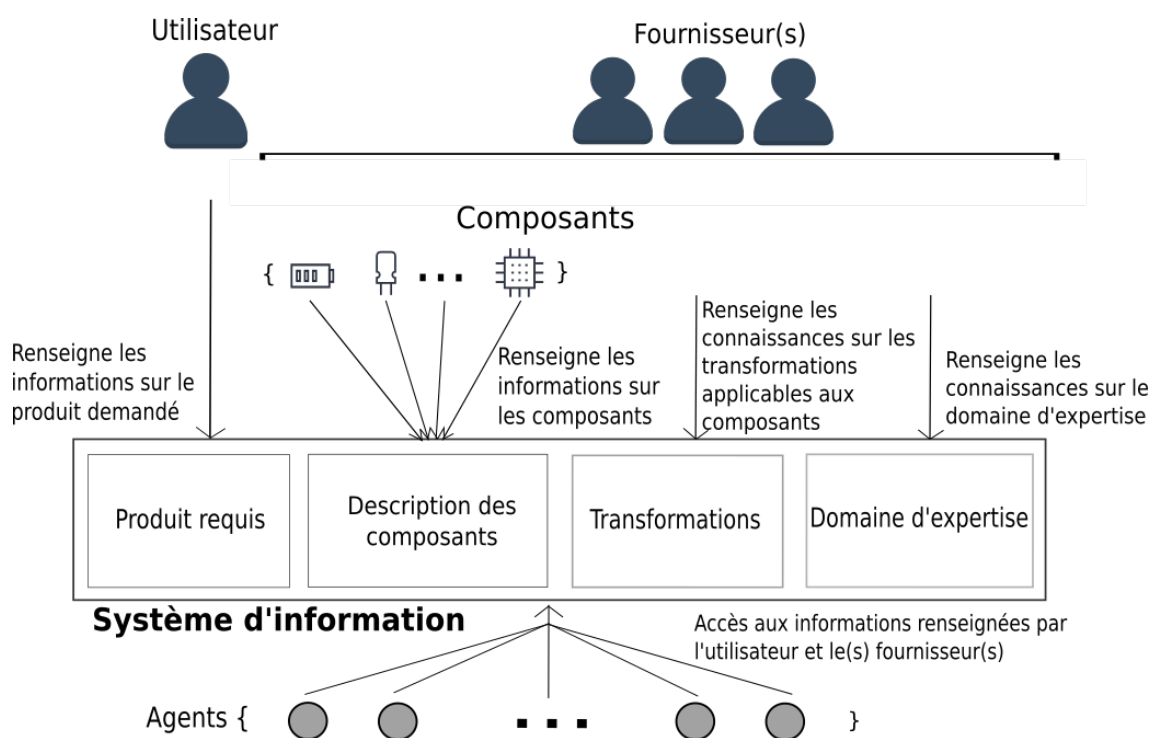 Utilisateur
Fournisseur(s)
Composants
{ ... }
Renseigne les
informations sur le
produit demandé
Renseigne les
informations sur
les composants
Renseigne les
connaissances sur les
transformations
applicables aux
composants
Renseigne les
connaissances sur le
domaine d'expertise
Produit requis
Description des
composants
Transformations
Domaine d'expertise
Système d'information
Accès aux informations renseignées par
l'utilisateur et le(s) fournisseur(s)
Agents { ... }